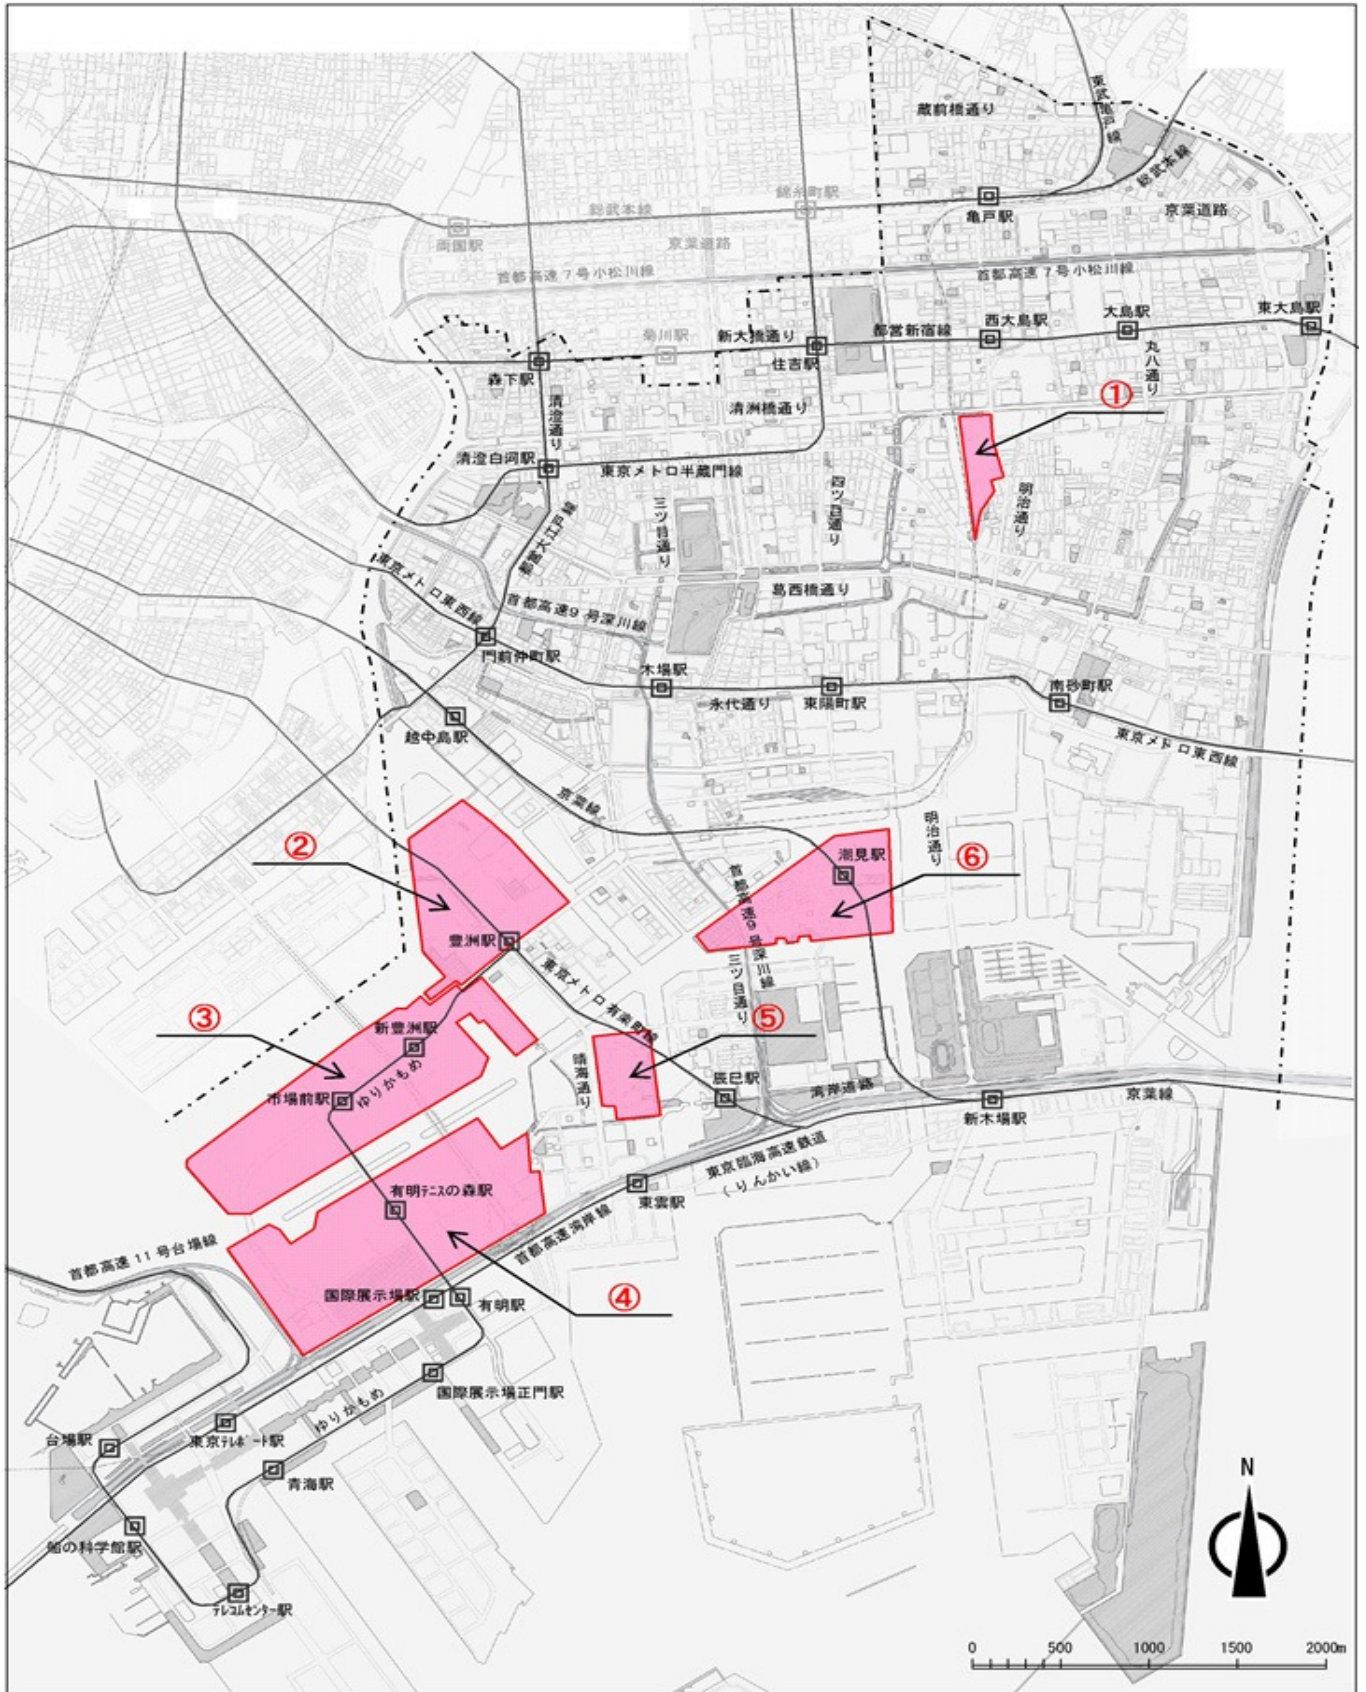 蔵前橋通り
東武亀戸線
総武本線
錦糸町駅
総武本線
亀戸駅
京葉道路
両国駅
京葉道路
首都高速7号小松川線
首都高速7号小松川線
菊川駅
新大橋通り
都営新宿線
西大島駅
大島駅
東大島駅
森下駅
住吉駅
丸八通り
清澄通り
清洲橋通り
①
清澄白河駅
東京メトロ半蔵門線
四ツ目通り
三ツ目通り
明治通り
都営大江戸線
東京メトロ東西線
首都高速9号深川線
葛西橋通り
門前仲町駅
木場駅
永代通り
東陽町駅
南砂町駅
越中島駅
東京メトロ東西線
京葉線
明治通り
②
潮見駅
⑥
首都高速9号深川線
豊洲駅
東京メトロ有楽町線
三ツ目通り
③
新豊洲駅
⑤
晴海通り
市場前駅
ゆりかもめ
辰巳駅
湾岸道路
京葉線
新木場駅
東京臨海高速鉄道
(りんかい線)
有明テニスの森駅
東雲駅
首都高速湾岸線
首都高速11号台場線
国際展示場駅
有明駅
④
国際展示場正門駅
ゆりかもめ
台場駅
東京テレポート駅
青海駅
船の科学館駅
テレコムセンター駅
N
0 500 1000 1500 2000m